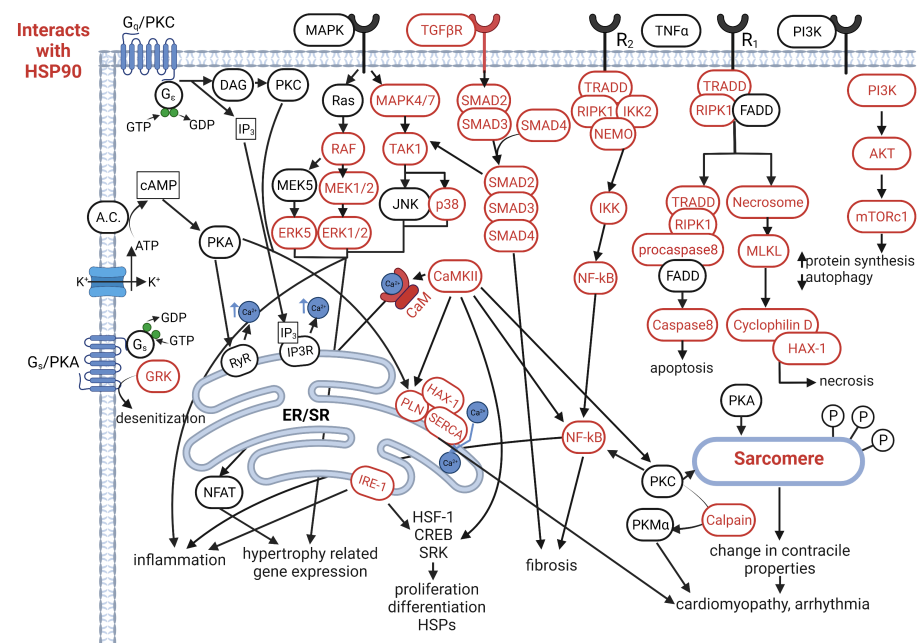 Interacts
with
HSP90
Gq/PKC
MAPK
TGFβR
R2
TNFα
R1
PI3K
Gs
GTP
GDP
DAG
PKC
IP3
Ras
MAPK4/7
RAF
TAK1
MEK5
MEK1/2
JNK
p38
ERK5
ERK1/2
SMAD2
SMAD3
SMAD4
SMAD2
SMAD3
SMAD4
TRADD
RIPK1
IKK2
NEMO
IKK
NF-kB
TRADD
RIPK1
FADD
TRADD
RIPK1
procaspase8
FADD
Caspase8
apoptosis
Necrosome
MLKL
Cyclophilin D
HAX-1
necrosis
PI3K
AKT
mTORc1
protein synthesis
autophagy
cAMP
A.C.
ATP
PKA
K+
K+
GDP
GTP
Gs
Gs/PKA
GRK
desenitization
Ca2+
Ca2+
IP3
RyR
IP3R
Ca2+
CaM
CaMKII
ER/SR
PLN
HAX-1
SERCA
Ca2+
Ca2+
NF-kB
NFAT
IRE-1
PKA
P
P
P
Sarcomere
PKC
PKMα
Calpain
inflammation
hypertrophy related
gene expression
HSF-1
CREB
SRK
proliferation
differentiation
HSPs
fibrosis
change in contracile
properties
cardiomyopathy, arrhythmia